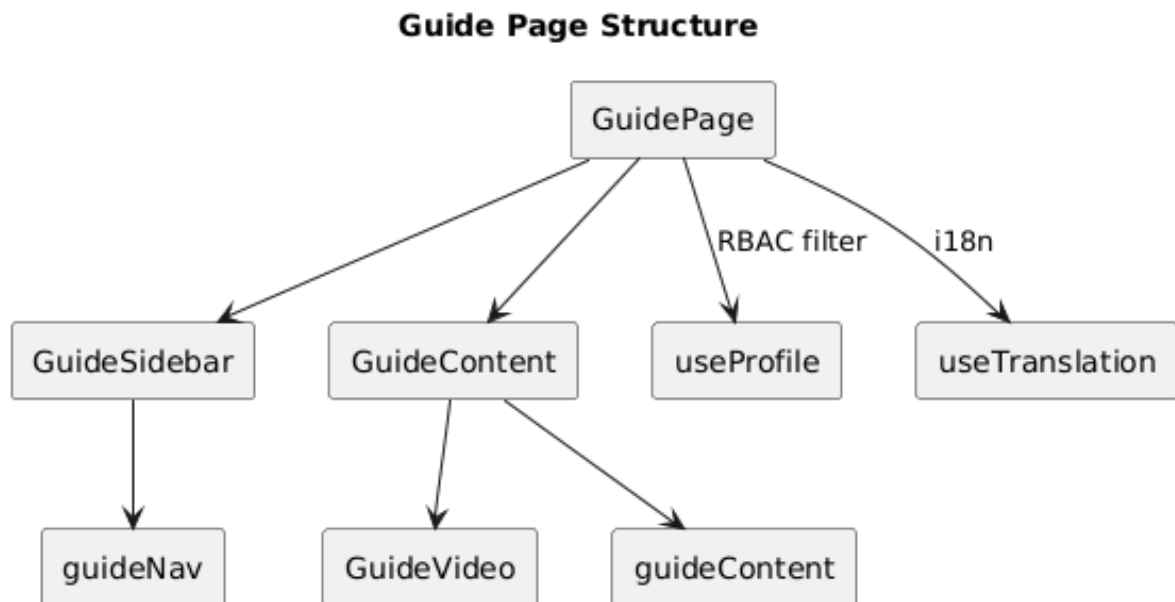 Guide Page Structure
GuidePage
RBAC filter
i18n
GuideSidebar
GuideContent
useProfile
useTranslation
guideNav
GuideVideo
guideContent